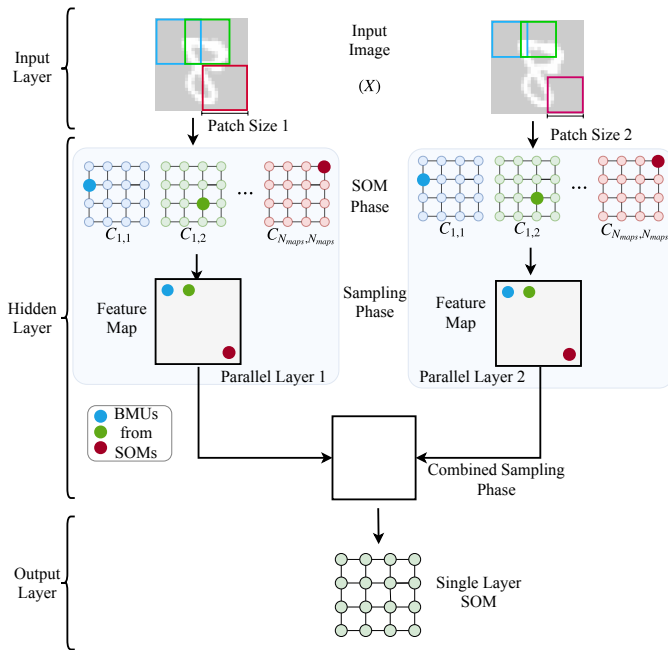 Input
Layer
Input
Image
(X)
Patch Size 1
Patch Size 2
Hidden
Layer
SOM
Phase
...
...
C1,1
C1,2
CNmaps,Nmaps
C1,1
C1,2
CNmaps,Nmaps
Feature
Map
Sampling
Phase
Feature
Map
Parallel Layer 1
Parallel Layer 2
BMUs
from
SOMs
Combined Sampling
Phase
Output
Layer
Single Layer
SOM